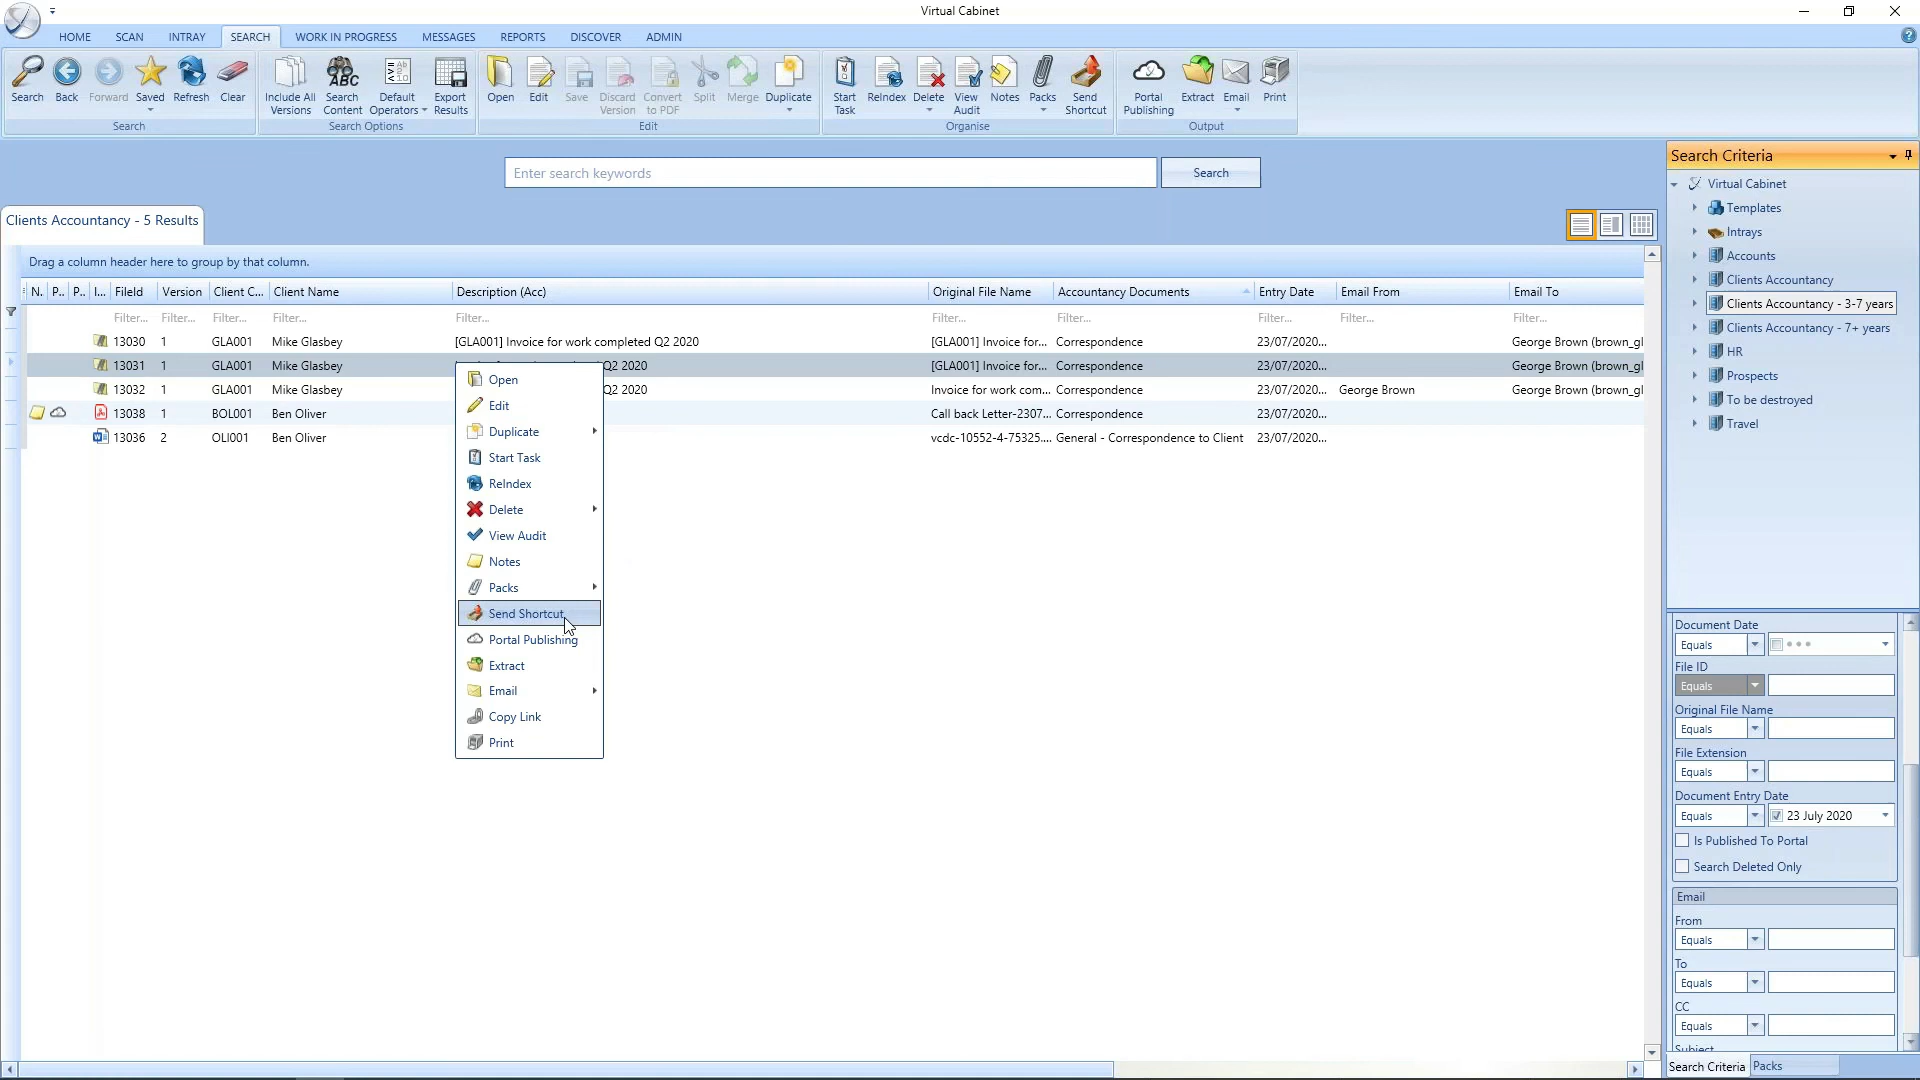 Virtual Cabinet
HOME SCAN INTRAY SEARCH WORK IN PROGRESS MESSAGES REPORTS DISCOVER ADMIN
Search Back Forward Saved Refresh Clear
Search
Include All Versions Search Content Default Operators Export Results
Search Options
Open Edit Save Discard Version Convert to PDF Split Merge Duplicate
Edit
Start Task ReIndex Delete View Audit Notes Packs Send Shortcut
Organise
Portal Publishing Extract Email Print
Output
Enter search keywords Search
Clients Accountancy - 5 Results
Drag a column header here to group by that column.
N. P.. P.. I... FileId Version Client C... Client Name Description (Acc) Original File Name Accountancy Documents Entry Date Email From Email To
Filter... Filter... Filter... Filter... Filter... Filter... Filter... Filter... Filter... Filter...
13030 1 GLA001 Mike Glasbey [GLA001] Invoice for work completed Q2 2020 [GLA001] Invoice for... Correspondence 23/07/2020... George Brown (brown_gl
13031 1 GLA001 Mike Glasbey Q2 2020 [GLA001] Invoice for... Correspondence 23/07/2020... George Brown (brown_gl
13032 1 GLA001 Mike Glasbey Q2 2020 Invoice for work com... Correspondence 23/07/2020... George Brown George Brown (brown_gl
13038 1 BOL001 Ben Oliver Call back Letter-2307... Correspondence 23/07/2020...
13036 2 OLI001 Ben Oliver vcdc-10552-4-75325.... General - Correspondence to Client 23/07/2020...
Open
Edit
Duplicate
Start Task
ReIndex
Delete
View Audit
Notes
Packs
Send Shortcut
Portal Publishing
Extract
Email
Copy Link
Print
Search Criteria
Virtual Cabinet
Templates
Intrays
Accounts
Clients Accountancy
Clients Accountancy - 3-7 years
Clients Accountancy - 7+ years
HR
Prospects
To be destroyed
Travel
Document Date
Equals
File ID
Equals
Original File Name
Equals
File Extension
Equals
Document Entry Date
Equals 23 July 2020
Is Published To Portal
Search Deleted Only
Email
From
Equals
To
Equals
CC
Equals
Subject
Search Criteria Packs